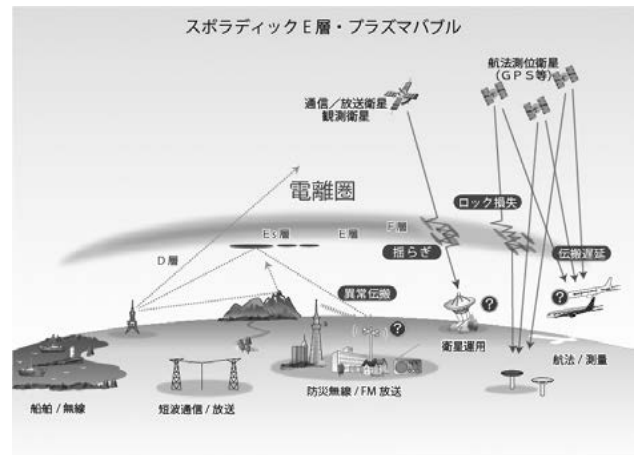 スポラディックE層・プラズマバブル
航法測位衛星
(GPS等)
通信/放送衛星
観測衛星
電離圏
ロック損失
Es層
E層
F層
揺らぎ
伝搬遅延
D層
異常伝搬
?
?
?
衛星運用
航法/測量
防災無線/FM放送
船舶/無線
短波通信/放送